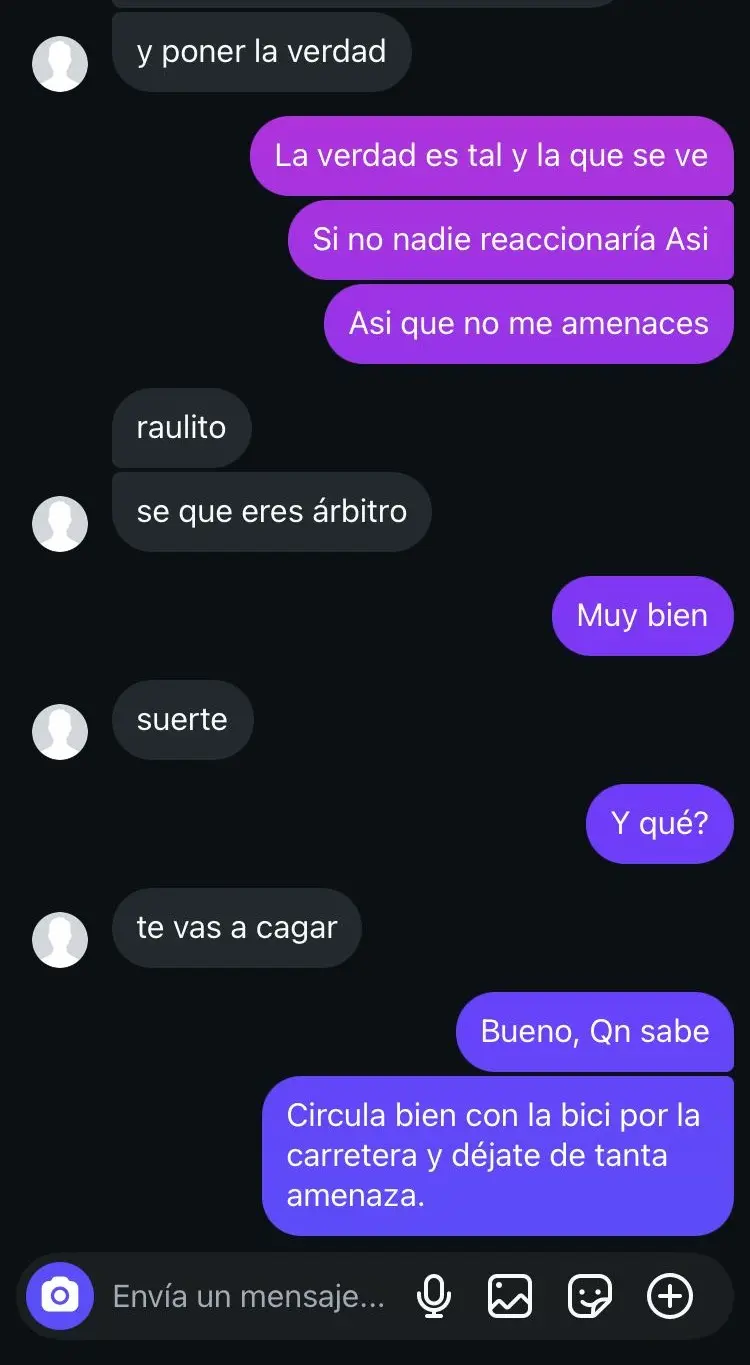 y poner la verdad
La verdad es tal y la que se ve
Si no nadie reaccionaría Asi
Asi que no me amenaces
raulito
se que eres árbitro
Muy bien
suerte
Y qué?
te vas a cagar
Bueno, Qn sabe
Circula bien con la bici por la
carretera y déjate de tanta
amenaza.
Envía un mensaje...